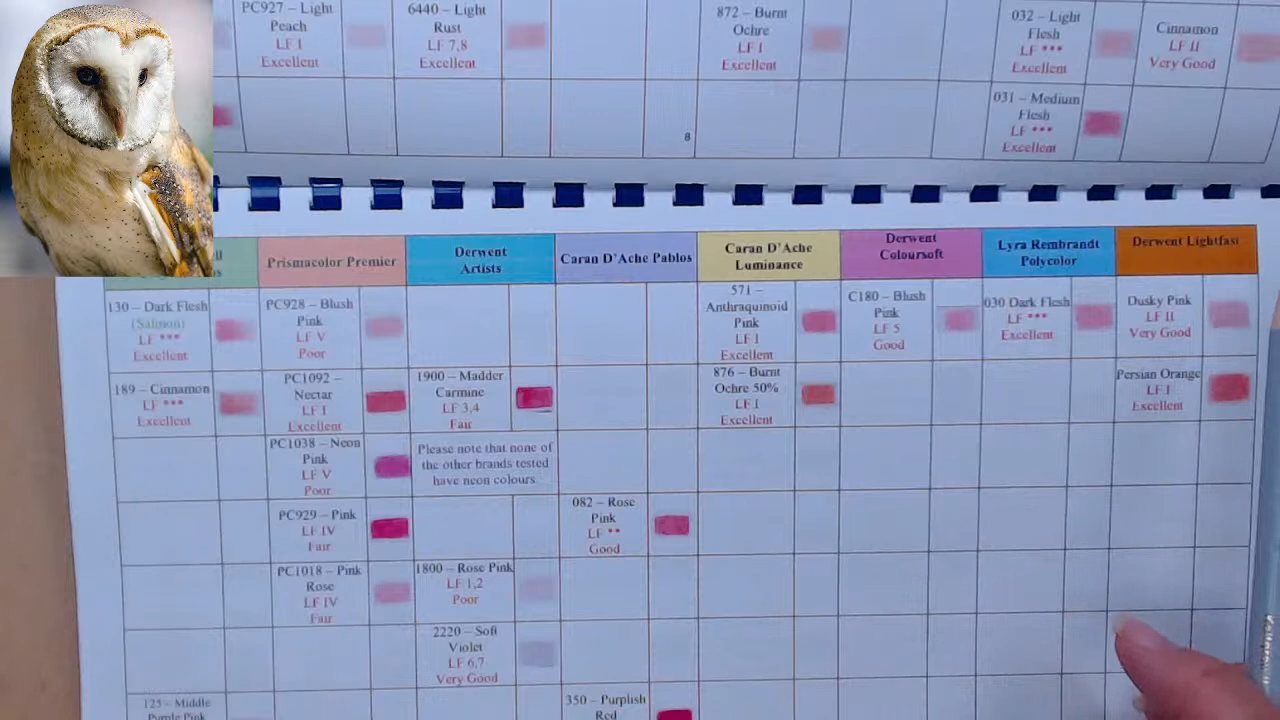 PC927 – Light
Peach
LF I
Excellent
6440 – Light
Rust
LF 7,8
Excellent
872 – Burnt
Ochre
LF I
Excellent
032 – Light
Flesh
LF ***
Excellent
Cinnamon
LF II
Very Good
031 – Medium
Flesh
LF ***
Excellent
8
Prismacolor Premier
Derwent
Artists
Caran D'Ache Pablos
Caran D'Ache
Luminance
Derwent
Coloursoft
Lyra Rembrandt
Polycolor
Derwent Lightfast
130 – Dark Flesh
(Salmon)
LF ***
Excellent
PC928 – Blush
Pink
LF V
Poor
571 –
Anthraquinoid
Pink
LF I
Excellent
C180 – Blush
Pink
LF 5
Good
030 Dark Flesh
LF ***
Excellent
Dusky Pink
LF II
Very Good
189 – Cinnamon
LF ***
Excellent
PC1092 –
Nectar
LF I
Excellent
1900 – Madder
Carmine
LF 3,4
Fair
876 – Burnt
Ochre 50%
LF I
Excellent
Persian Orange
LF I
Excellent
PC1038 – Neon
Pink
LF V
Poor
Please note that none of
the other brands tested
have neon colours
PC929 – Pink
LF IV
Fair
082 – Rose
Pink
LF **
Good
PC1018 – Pink
Rose
LF IV
Fair
1800 – Rose Pink
LF 1,2
Poor
2220 – Soft
Violet
LF 6,7
Very Good
125 – Middle
Purple Pink
350 – Purplish
Red